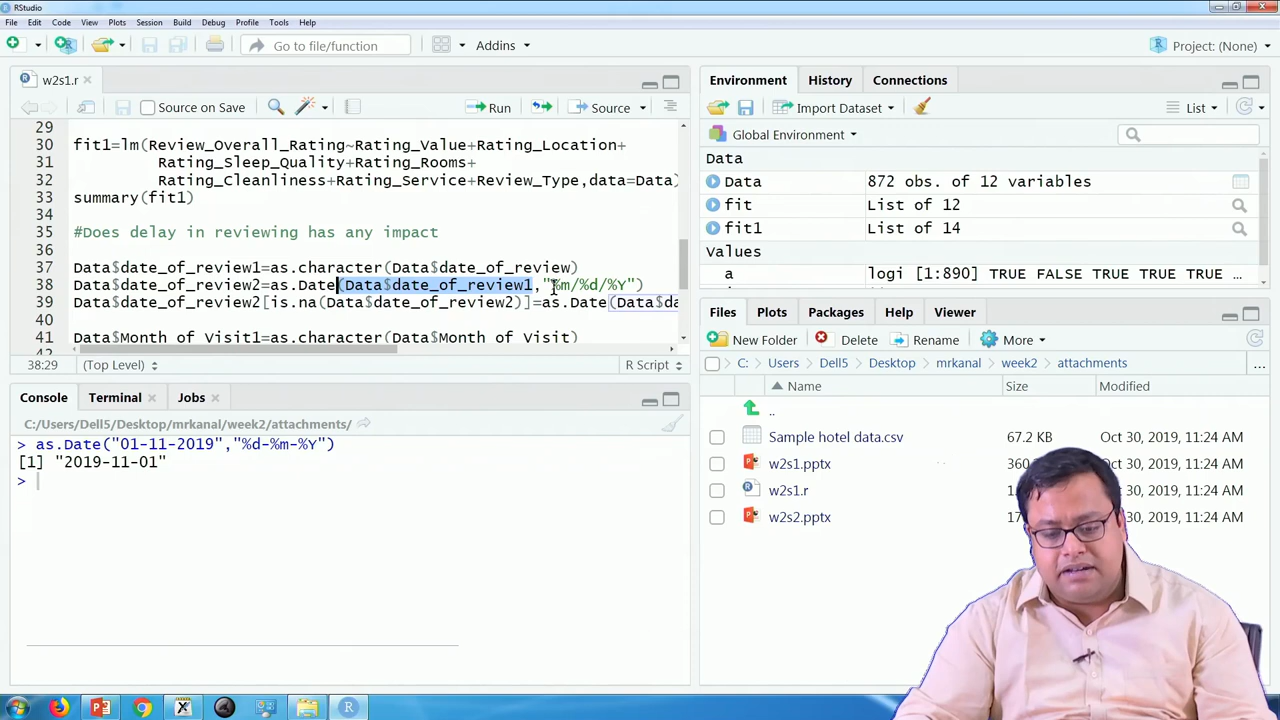 RStudio
File Edit Code View Plots Session Build Debug Profile Tools Help
Go to file/function
Addins
Project: (None)
w2s1.r
Source on Save
Run
Source
29
30 fit1=lm(Review_Overall_Rating~Rating_Value+Rating_Location+
31 Rating_Sleep_Quality+Rating_Rooms+
32 Rating_Cleanliness+Rating_Service+Review_Type,data=Data)
33 summary(fit1)
34
35 #Does delay in reviewing has any impact
36
37 Data$date_of_review1=as.character(Data$date_of_review)
38 Data$date_of_review2=as.Date(Data$date_of_review1,"%m/%d/%Y")
39 Data$date_of_review2[is.na(Data$date_of_review2)]=as.Date(Data$da
40
41 Data$Month of Visit1=as.character(Data$Month of Visit)
38:29
(Top Level)
R Script
Console
Terminal
Jobs
C:/Users/Dell5/Desktop/mrkanal/week2/attachments/
> as.Date("01-11-2019","%d-%m-%Y")
[1] "2019-11-01"
>
Environment
History
Connections
Import Dataset
List
Global Environment
Data
Data 872 obs. of 12 variables
fit List of 12
fit1 List of 14
Values
a logi [1:890] TRUE FALSE TRUE TRUE TRUE
Files
Plots
Packages
Help
Viewer
New Folder
Delete
Rename
More
C: Users Dell5 Desktop mrkanal week2 attachments
...
Name
Size
Modified
..
Sample hotel data.csv 67.2 KB Oct 30, 2019, 11:24 AM
w2s1.pptx 360. Oct 30, 2019, 11:24 AM
w2s1.r Oct 30, 2019, 11:24 AM
w2s2.pptx Oct 30, 2019, 11:24 AM